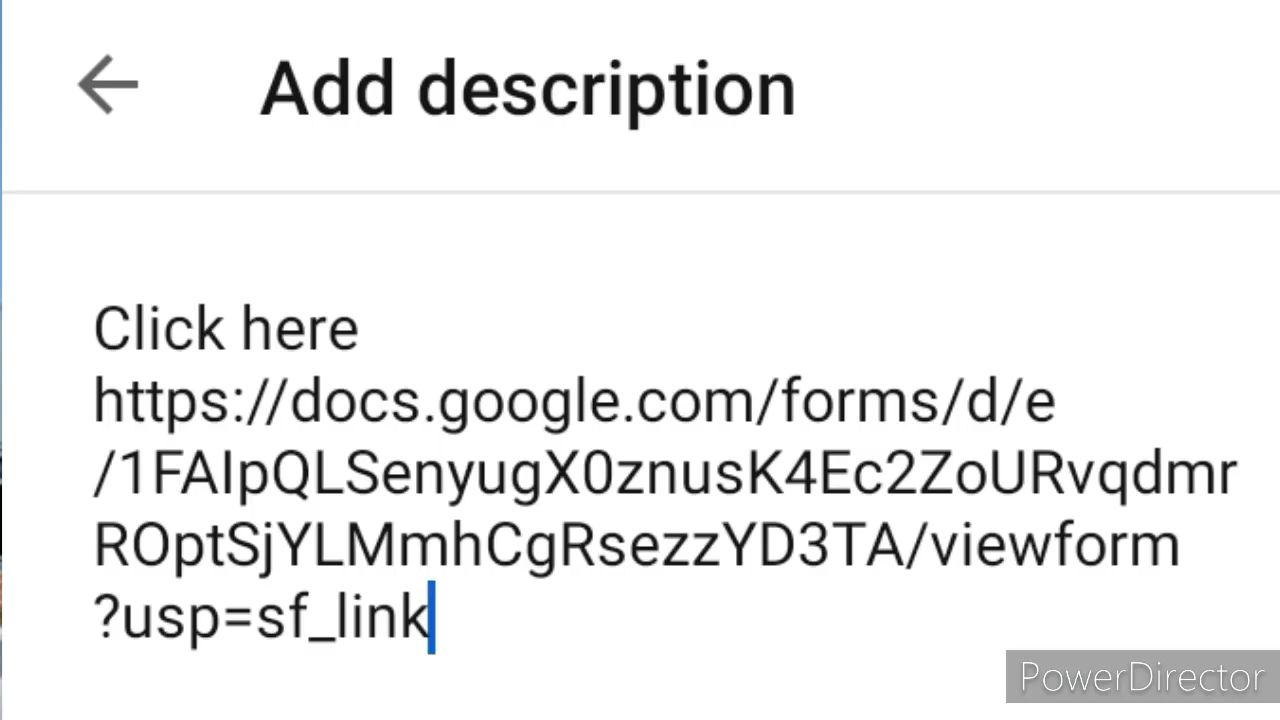 Add description
Click here
https://docs.google.com/forms/d/e
/1FAIpQLSenyugX0znusK4Ec2ZoURvqdmr
ROptSjYLMmhCgRsezzYD3TA/viewform
?usp=sf_link
PowerDirector